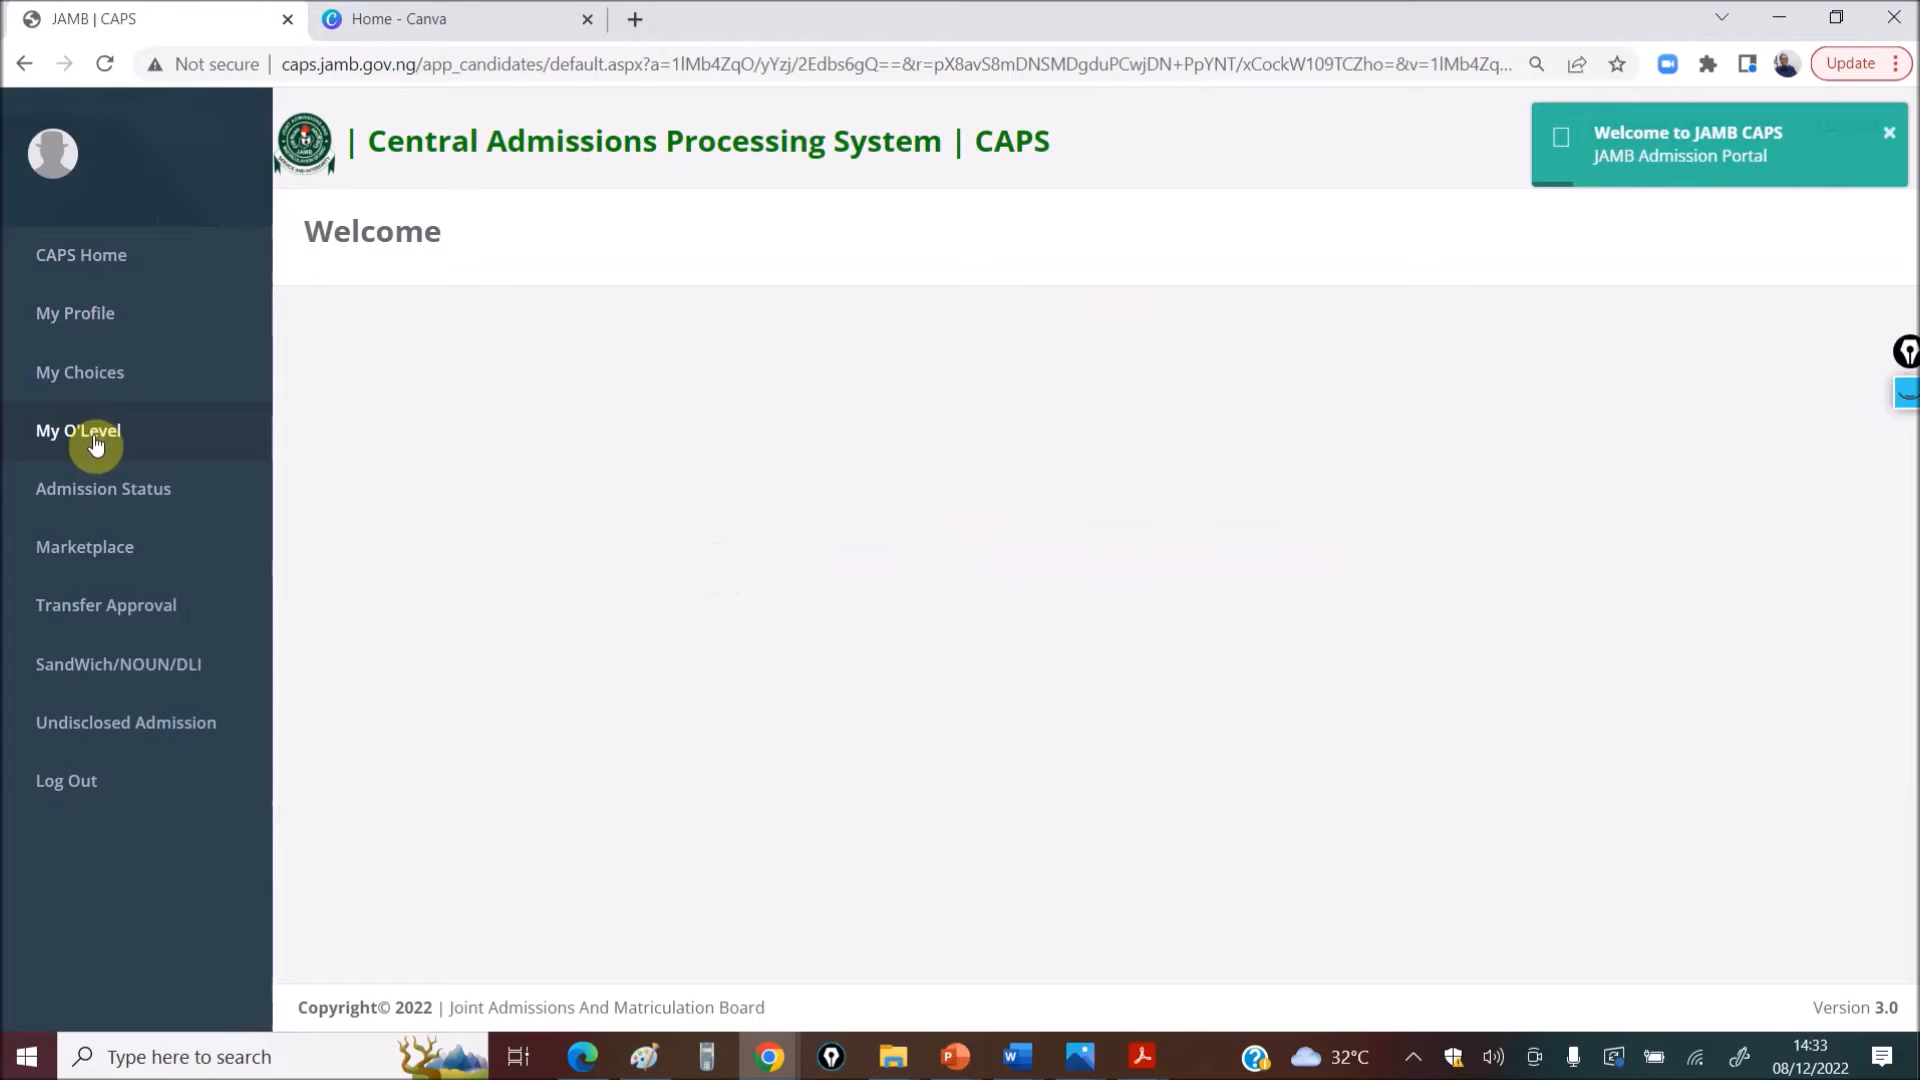 JAMB | CAPS
Home - Canva
Not secure | caps.jamb.gov.ng/app_candidates/default.aspx?a=1lMb4ZqO/yYzj/2Edbs6gQ==&r=pX8avS8mDNSMDgduPCwjDN+PpYNT/xCockW109TCZho=&v=1lMb4Zq...
Update
| Central Admissions Processing System | CAPS
Welcome to JAMB CAPS
JAMB Admission Portal
Welcome
CAPS Home
My Profile
My Choices
My O'Level
Admission Status
Marketplace
Transfer Approval
SandWich/NOUN/DLI
Undisclosed Admission
Log Out
Copyright© 2022 | Joint Admissions And Matriculation Board
Version 3.0
Type here to search
32°C
14:33
08/12/2022